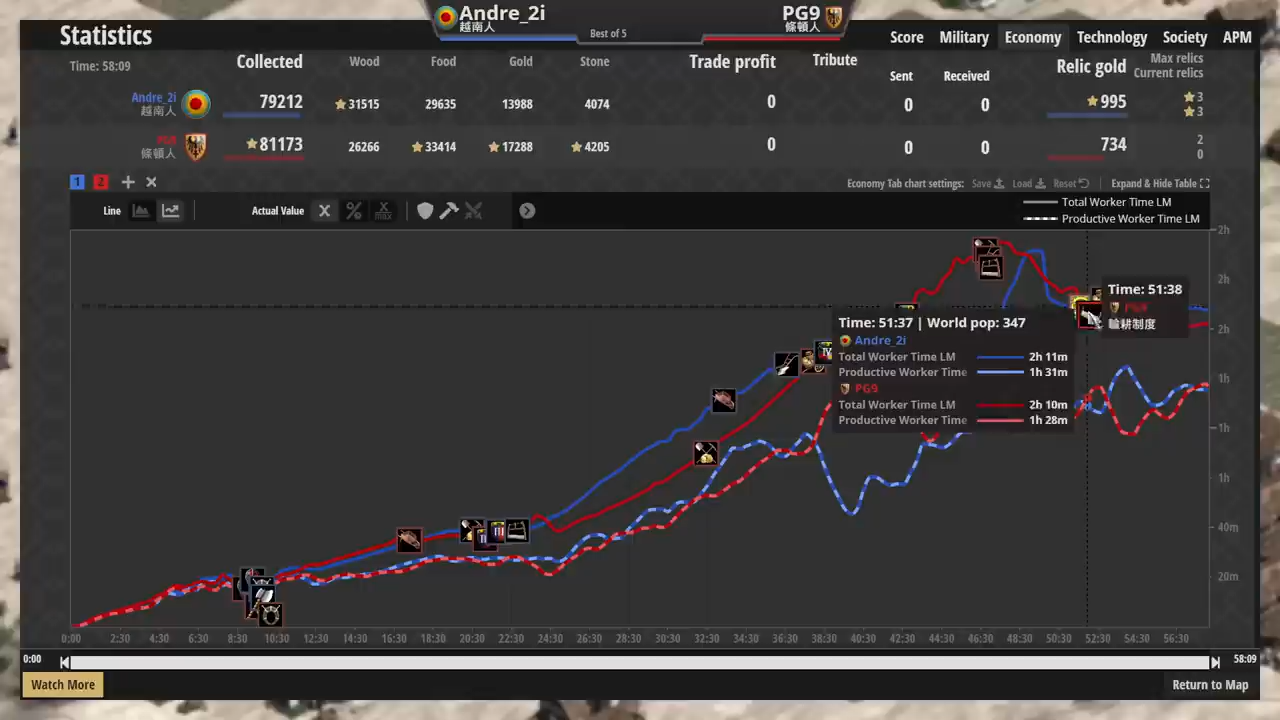 Andre_2i
越南人
Best of 5
PG9
條頓人
Statistics
Score Military Economy Technology Society APM
Time: 58:09
Collected Wood Food Gold Stone Trade profit Tribute Sent Received Relic gold Max relics
Current relics
Andre_2i
越南人
79212 31515 29635 13988 4074 0 0 0 995 3
3
PG9
條頓人
81173 26266 33414 17288 4205 0 0 0 734 2
0
1 2
Economy Tab chart settings: Save Load Reset Expand & Hide Table
Line Actual Value X % X max
Total Worker Time LM
Productive Worker Time LM
2h
2h
2h
1h
1h
1h
40m
20m
Time: 51:38
PG9
輪耕制度
Time: 51:37 | World pop: 347
Andre_2i
Total Worker Time LM 2h 11m
Productive Worker Time 1h 31m
PG9
Total Worker Time LM 2h 10m
Productive Worker Time 1h 28m
0:00 2:30 4:30 6:30 8:30 10:30 12:30 14:30 16:30 18:30 20:30 22:30 24:30 26:30 28:30 30:30 32:30 34:30 36:30 38:30 40:30 42:30 44:30 46:30 48:30 50:30 52:30 54:30 56:30
0:00 58:09
Watch More Return to Map